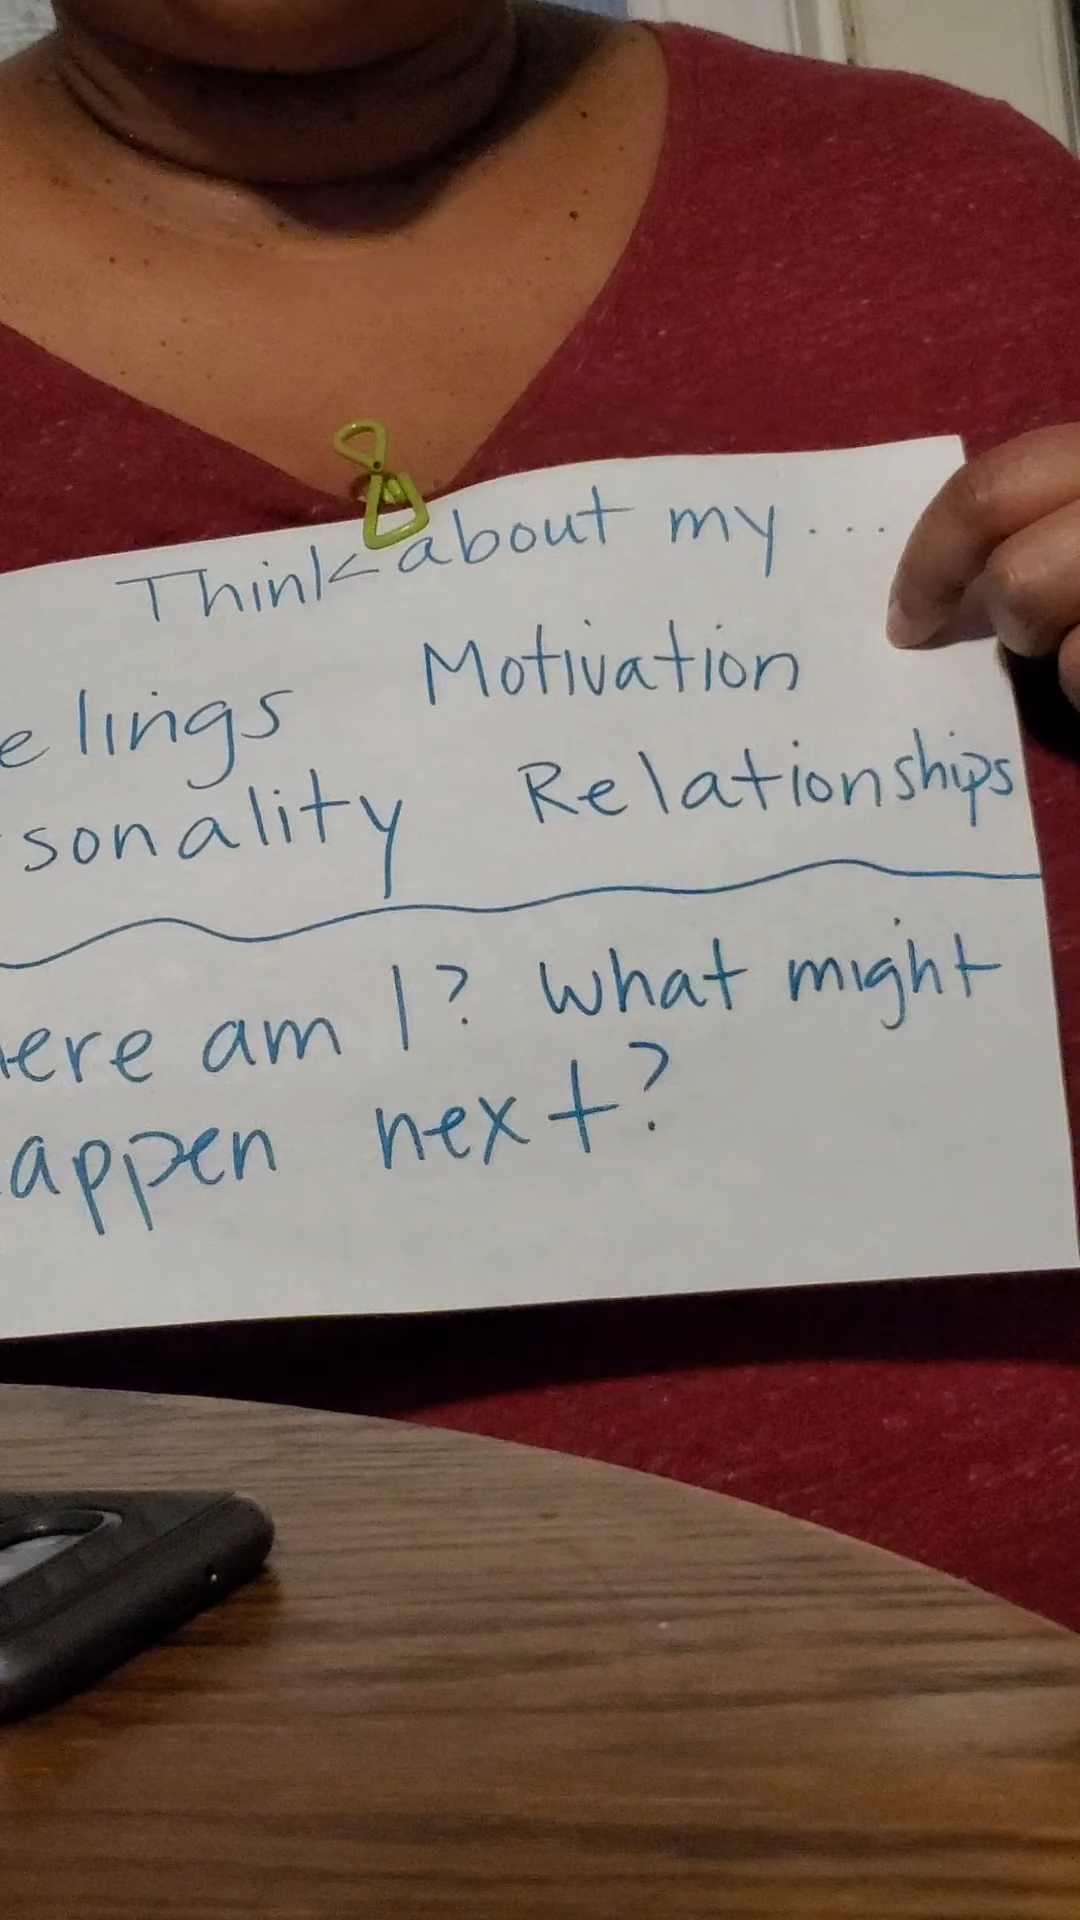 Think about my ....
elings Motivation
sonality Relationships
ere am I? What might
appen next?